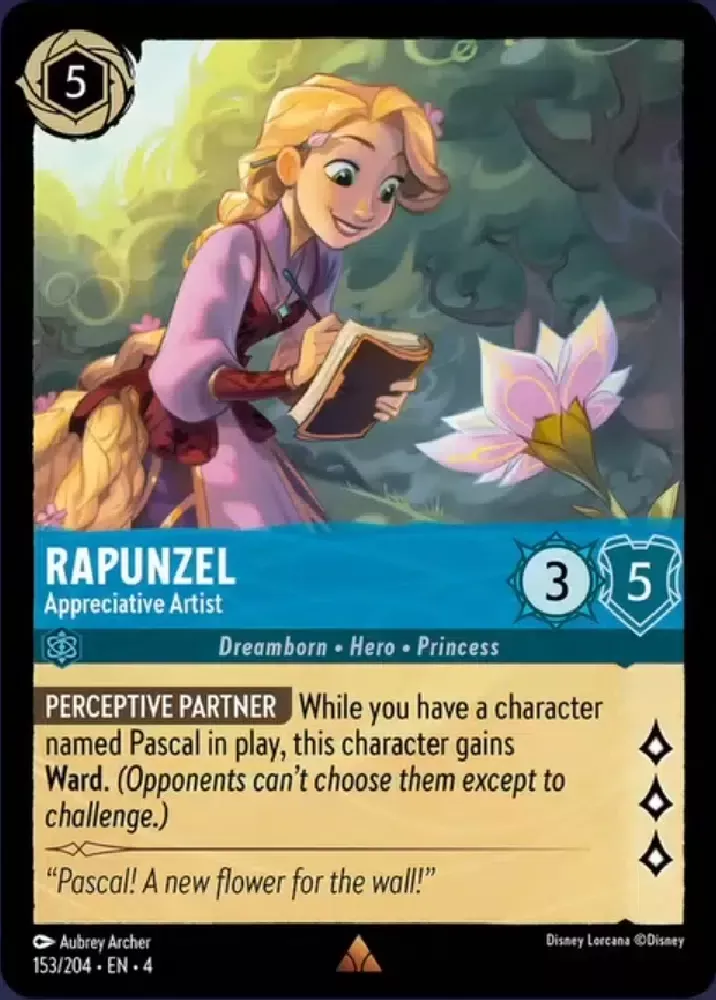 5
RAPUNZEL
Appreciative Artist
3
5
Dreamborn • Hero • Princess
PERCEPTIVE PARTNER While you have a character
named Pascal in play, this character gains
Ward. (Opponents can't choose them except to
challenge.)
"Pascal! A new flower for the wall!"
Aubrey Archer
Disney Lorcana ©Disney
153/204 • EN • 4